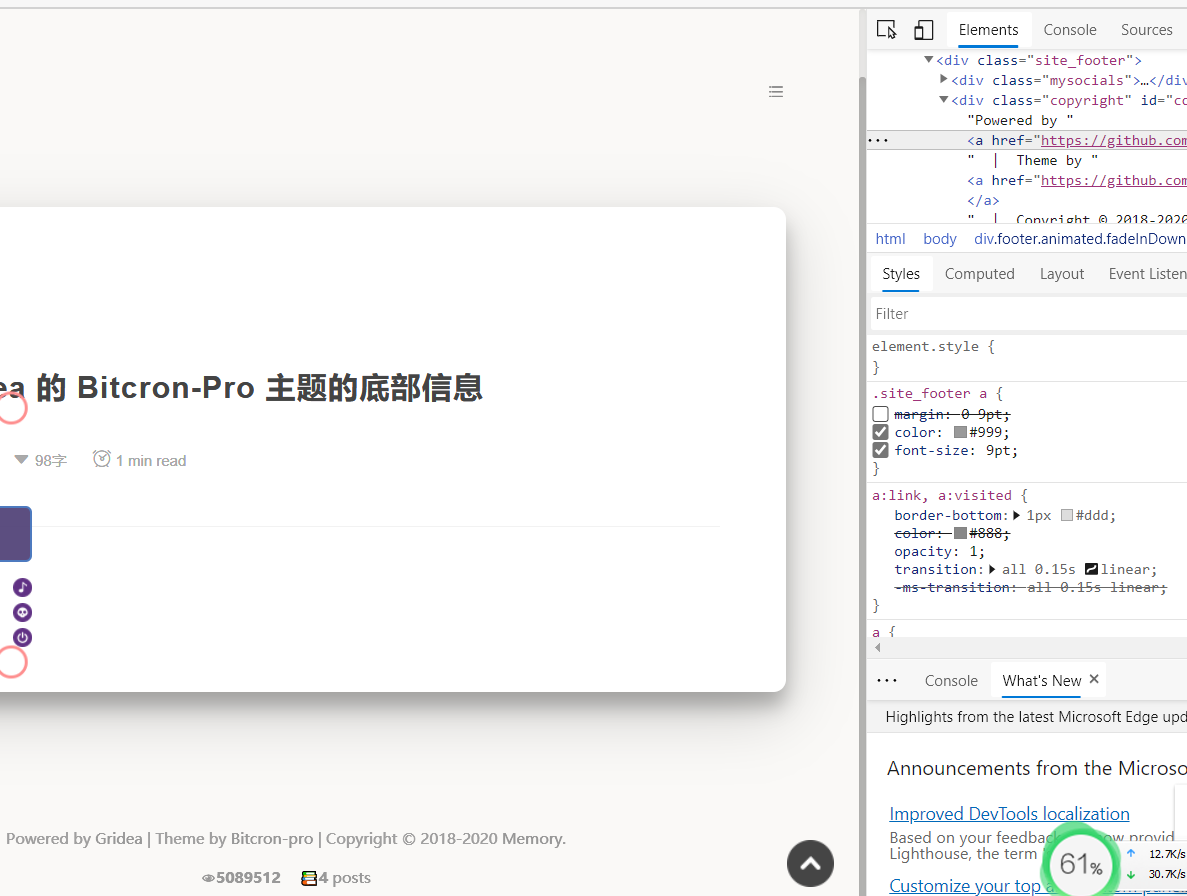 ea 的 Bitcron-Pro 主题的底部信息
98字 1 min read
Powered by Gridea | Theme by Bitcron-pro | Copyright © 2018-2020 Memory.
5089512 4 posts
Elements Console Sources
<div class="site_footer">
<div class="mysocials">…</div
<div class="copyright" id="co
"Powered by "
... <a href="https://github.com
" | Theme by "
<a href="https://github.com
</a>
" | Copyright © 2018-2020
html body div.footer.animated.fadeInDown
Styles Computed Layout Event Listen
Filter
element.style {
}
.site_footer a {
margin: 0 9pt;
color: #999;
font-size: 9pt;
}
a:link, a:visited {
border-bottom: 1px #ddd;
color: #888;
opacity: 1;
transition: all 0.15s linear;
-ms-transition: all 0.15s linear;
}
a {
... Console What's New ×
Highlights from the latest Microsoft Edge upd
Announcements from the Microso
Improved DevTools localization
Based on your feedback now provid
Lighthouse, the term
Customize your top a
61%
↑ 12.7K/s
↓ 30.7K/s